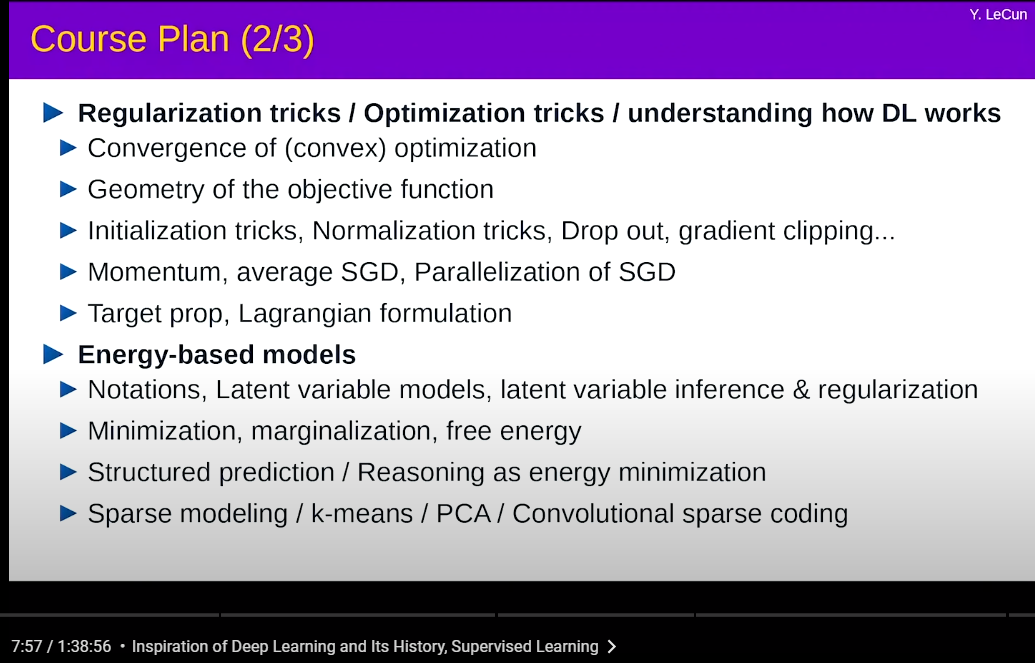 Y. LeCun
Course Plan (2/3)
Regularization tricks / Optimization tricks / understanding how DL works
Convergence of (convex) optimization
Geometry of the objective function
Initialization tricks, Normalization tricks, Drop out, gradient clipping...
Momentum, average SGD, Parallelization of SGD
Target prop, Lagrangian formulation
Energy-based models
Notations, Latent variable models, latent variable inference & regularization
Minimization, marginalization, free energy
Structured prediction / Reasoning as energy minimization
Sparse modeling / k-means / PCA / Convolutional sparse coding
7:57 / 1:38:56 • Inspiration of Deep Learning and Its History, Supervised Learning